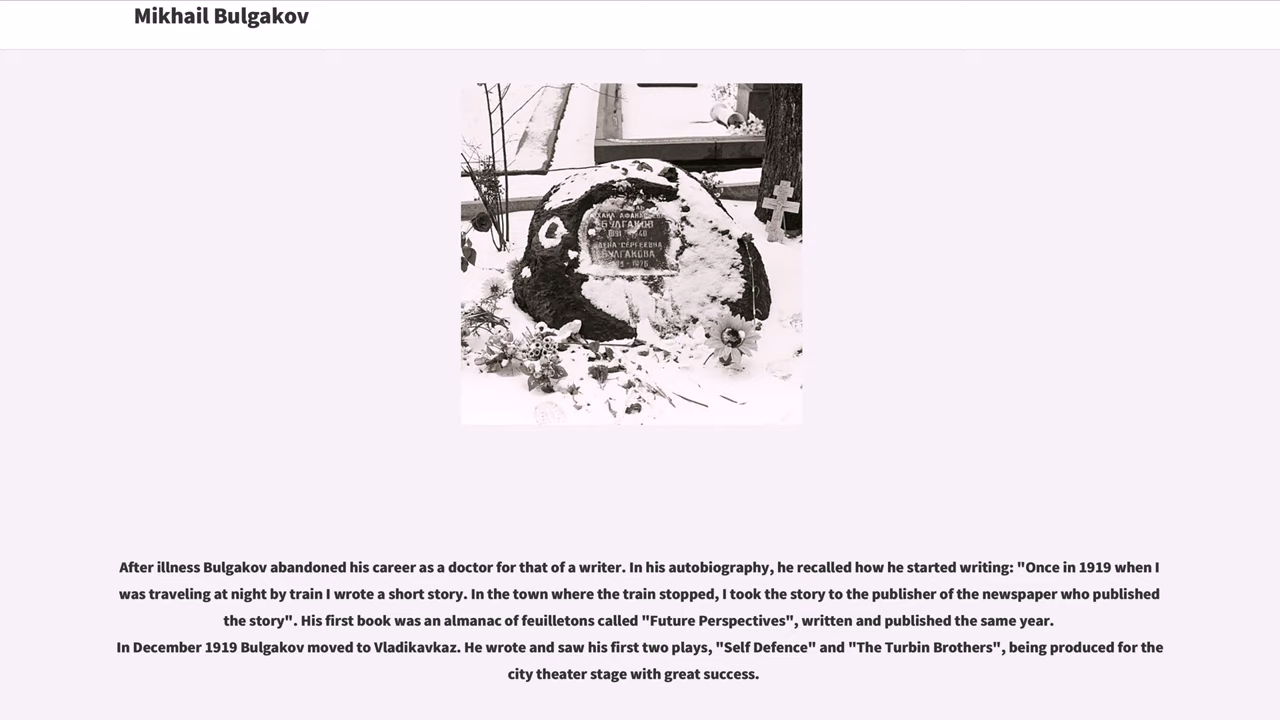 Mikhail Bulgakov
БУЛГАКОВ
СЕРГЕЕВНА
БУЛГАКОВА
After illness Bulgakov abandoned his career as a doctor for that of a writer. In his autobiography, he recalled how he started writing: "Once in 1919 when I
was traveling at night by train I wrote a short story. In the town where the train stopped, I took the story to the publisher of the newspaper who published
the story". His first book was an almanac of feuilletons called "Future Perspectives", written and published the same year.
In December 1919 Bulgakov moved to Vladikavkaz. He wrote and saw his first two plays, "Self Defence" and "The Turbin Brothers", being produced for the
city theater stage with great success.